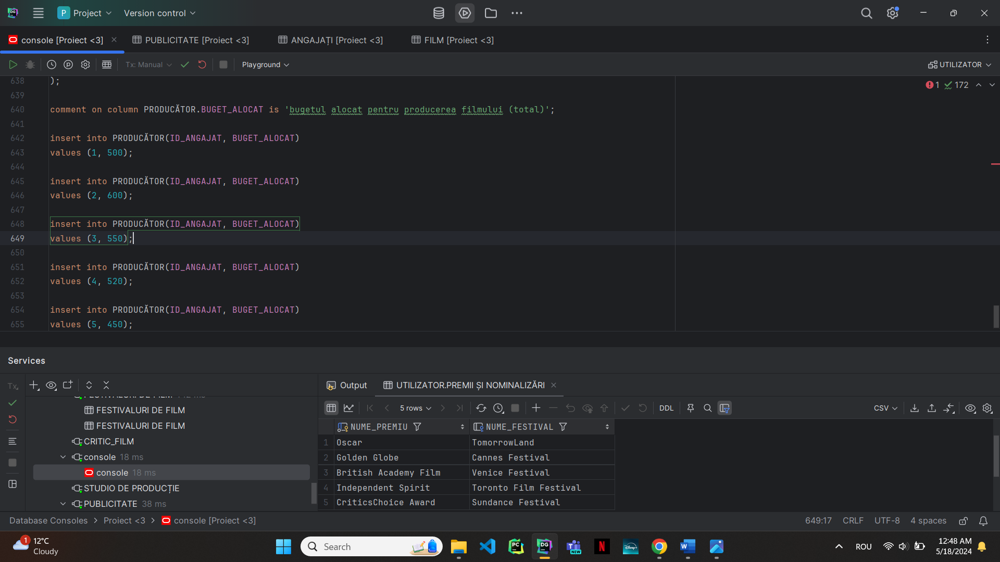 P Project Version control
console [Proiect <3] PUBLICITATE [Proiect <3] ANGAJAȚI [Proiect <3] FILM [Proiect <3]
Tx: Manual Playground UTILIZATOR
1 172
638 );
639
640 comment on column PRODUCĂTOR.BUGET_ALOCAT is 'bugetul alocat pentru producerea filmului (total)';
641
642 insert into PRODUCĂTOR(ID_ANGAJAT, BUGET_ALOCAT)
643 values (1, 500);
644
645 insert into PRODUCĂTOR(ID_ANGAJAT, BUGET_ALOCAT)
646 values (2, 600);
647
648 insert into PRODUCĂTOR(ID_ANGAJAT, BUGET_ALOCAT)
649 values (3, 550);
650
651 insert into PRODUCĂTOR(ID_ANGAJAT, BUGET_ALOCAT)
652 values (4, 520);
653
654 insert into PRODUCĂTOR(ID_ANGAJAT, BUGET_ALOCAT)
655 values (5, 450);
Services
Tx
FESTIVALURI DE FILM
FESTIVALURI DE FILM
FESTIVALURI DE FILM
CRITIC_FILM
console 18 ms
console 18 ms
STUDIO DE PRODUCȚIE
PUBLICITATE 38 ms
Output UTILIZATOR.PREMII ȘI NOMINALIZĂRI
5 rows DDL CSV
NUME_PREMIU NUME_FESTIVAL
1 Oscar TomorrowLand
2 Golden Globe Cannes Festival
3 British Academy Film Venice Festival
4 Independent Spirit Toronto Film Festival
5 CriticsChoice Award Sundance Festival
Database Consoles > Proiect <3 > console [Proiect <3] 649:17 CRLF UTF-8 4 spaces
1 12°C
Cloudy
Search
PC
DG
NEW
N
Disney+
W
ROU
12:48 AM
5/18/2024